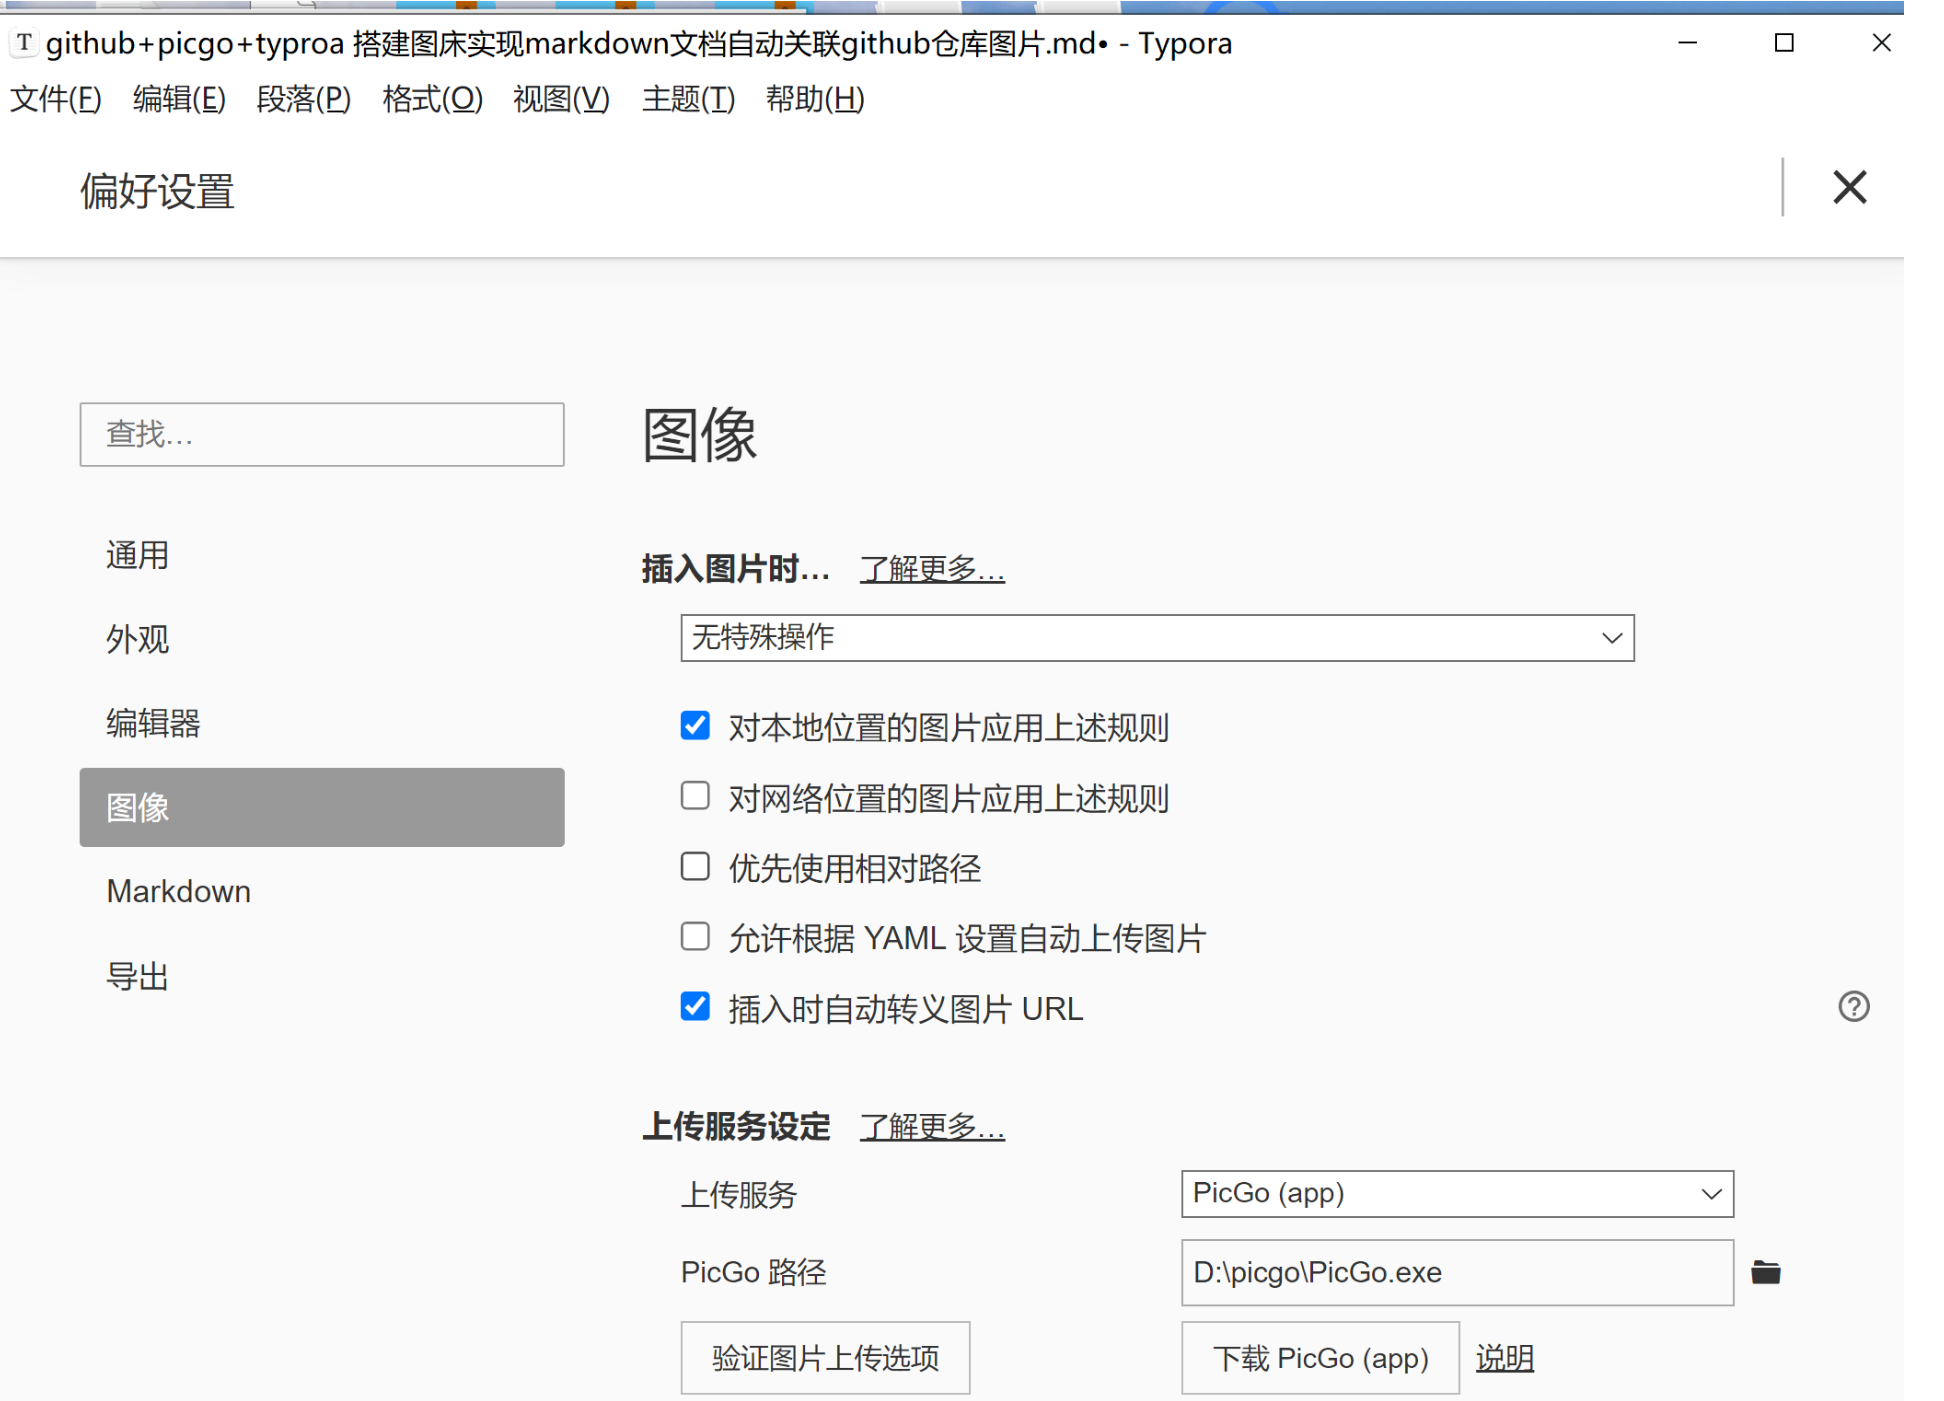 github+picgo+typroa 搭建图床实现markdown文档自动关联github仓库图片.md• - Typora
文件(F) 编辑(E) 段落(P) 格式(O) 视图(V) 主题(T) 帮助(H)
偏好设置
查找...
通用
外观
编辑器
图像
Markdown
导出
图像
插入图片时... 了解更多...
无特殊操作
对本地位置的图片应用上述规则
对网络位置的图片应用上述规则
优先使用相对路径
允许根据 YAML 设置自动上传图片
插入时自动转义图片 URL
上传服务设定 了解更多...
上传服务 PicGo (app)
PicGo 路径 D:\picgo\PicGo.exe
验证图片上传选项 下载 PicGo (app) 说明